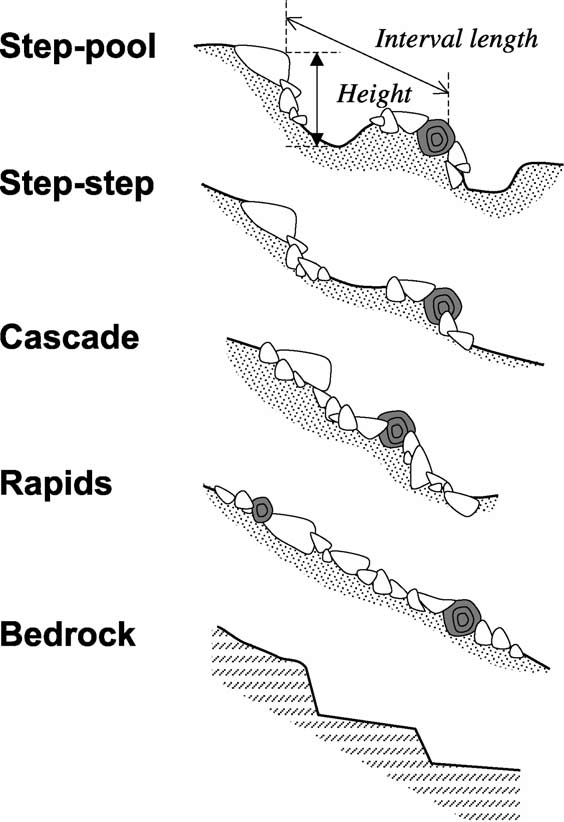 Step-pool
Interval length
Height
Step-step
Cascade
Rapids
Bedrock